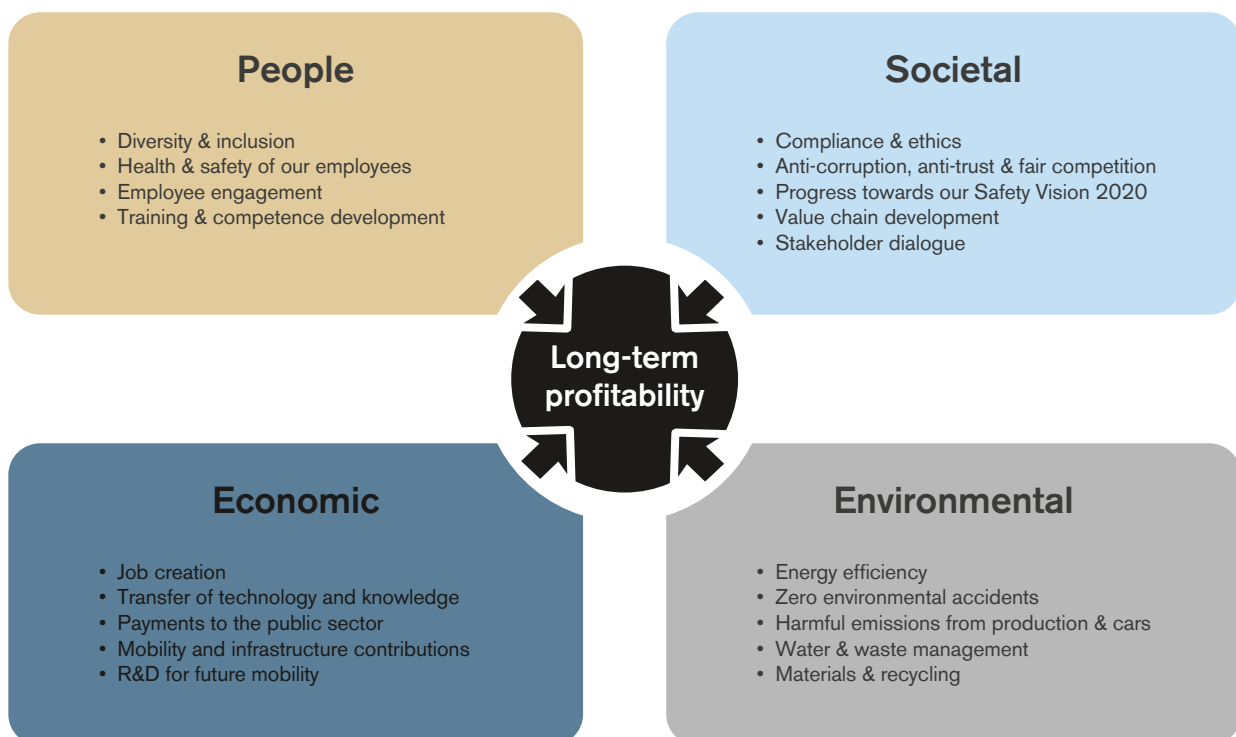 People
• Diversity & inclusion
• Health & safety of our employees
• Employee engagement
• Training & competence development
Societal
• Compliance & ethics
• Anti-corruption, anti-trust & fair competition
• Progress towards our Safety Vision 2020
• Value chain development
• Stakeholder dialogue
Long-term
profitability
Economic
• Job creation
• Transfer of technology and knowledge
• Payments to the public sector
• Mobility and infrastructure contributions
• R&D for future mobility
Environmental
• Energy efficiency
• Zero environmental accidents
• Harmful emissions from production & cars
• Water & waste management
• Materials & recycling